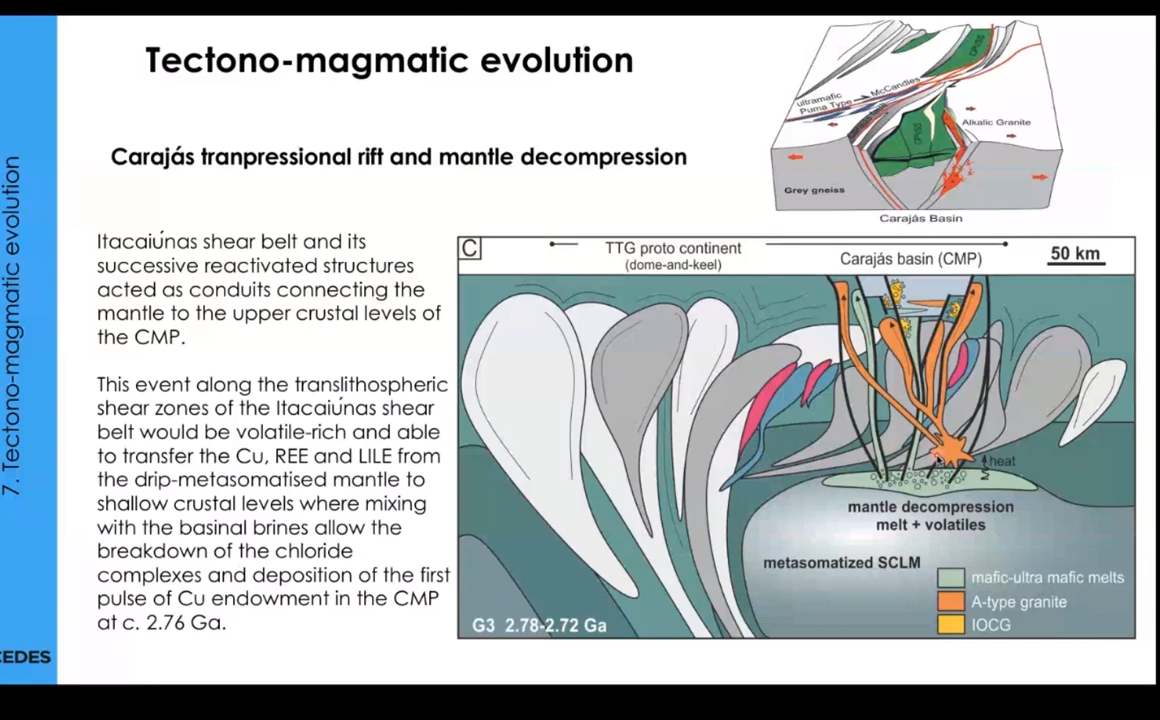 7. Tectono-magmatic evolution
Tectono-magmatic evolution
Carajás tranpressional rift and mantle decompression
ultramafic
Puma Type
McCandles
CPVSS
CPVSS
Alkalic Granite
Grey gneiss
Carajás Basin
Itacaiúnas shear belt and its
successive reactivated structures
acted as conduits connecting the
mantle to the upper crustal levels of
the CMP.
This event along the translithospheric
shear zones of the Itacaiunas shear
belt would be volatile-rich and able
to transfer the Cu, REE and LILE from
the drip-metasomatised mantle to
shallow crustal levels where mixing
with the basinal brines allow the
breakdown of the chloride
complexes and deposition of the first
pulse of Cu endowment in the CMP
at c. 2.76 Ga.
C
TTG proto continent
(dome-and-keel)
Carajás basin (CMP)
50 km
heat
mantle decompression
melt + volatiles
metasomatized SCLM
mafic-ultra mafic melts
A-type granite
IOCG
G3 2.78-2.72 Ga
CEDES